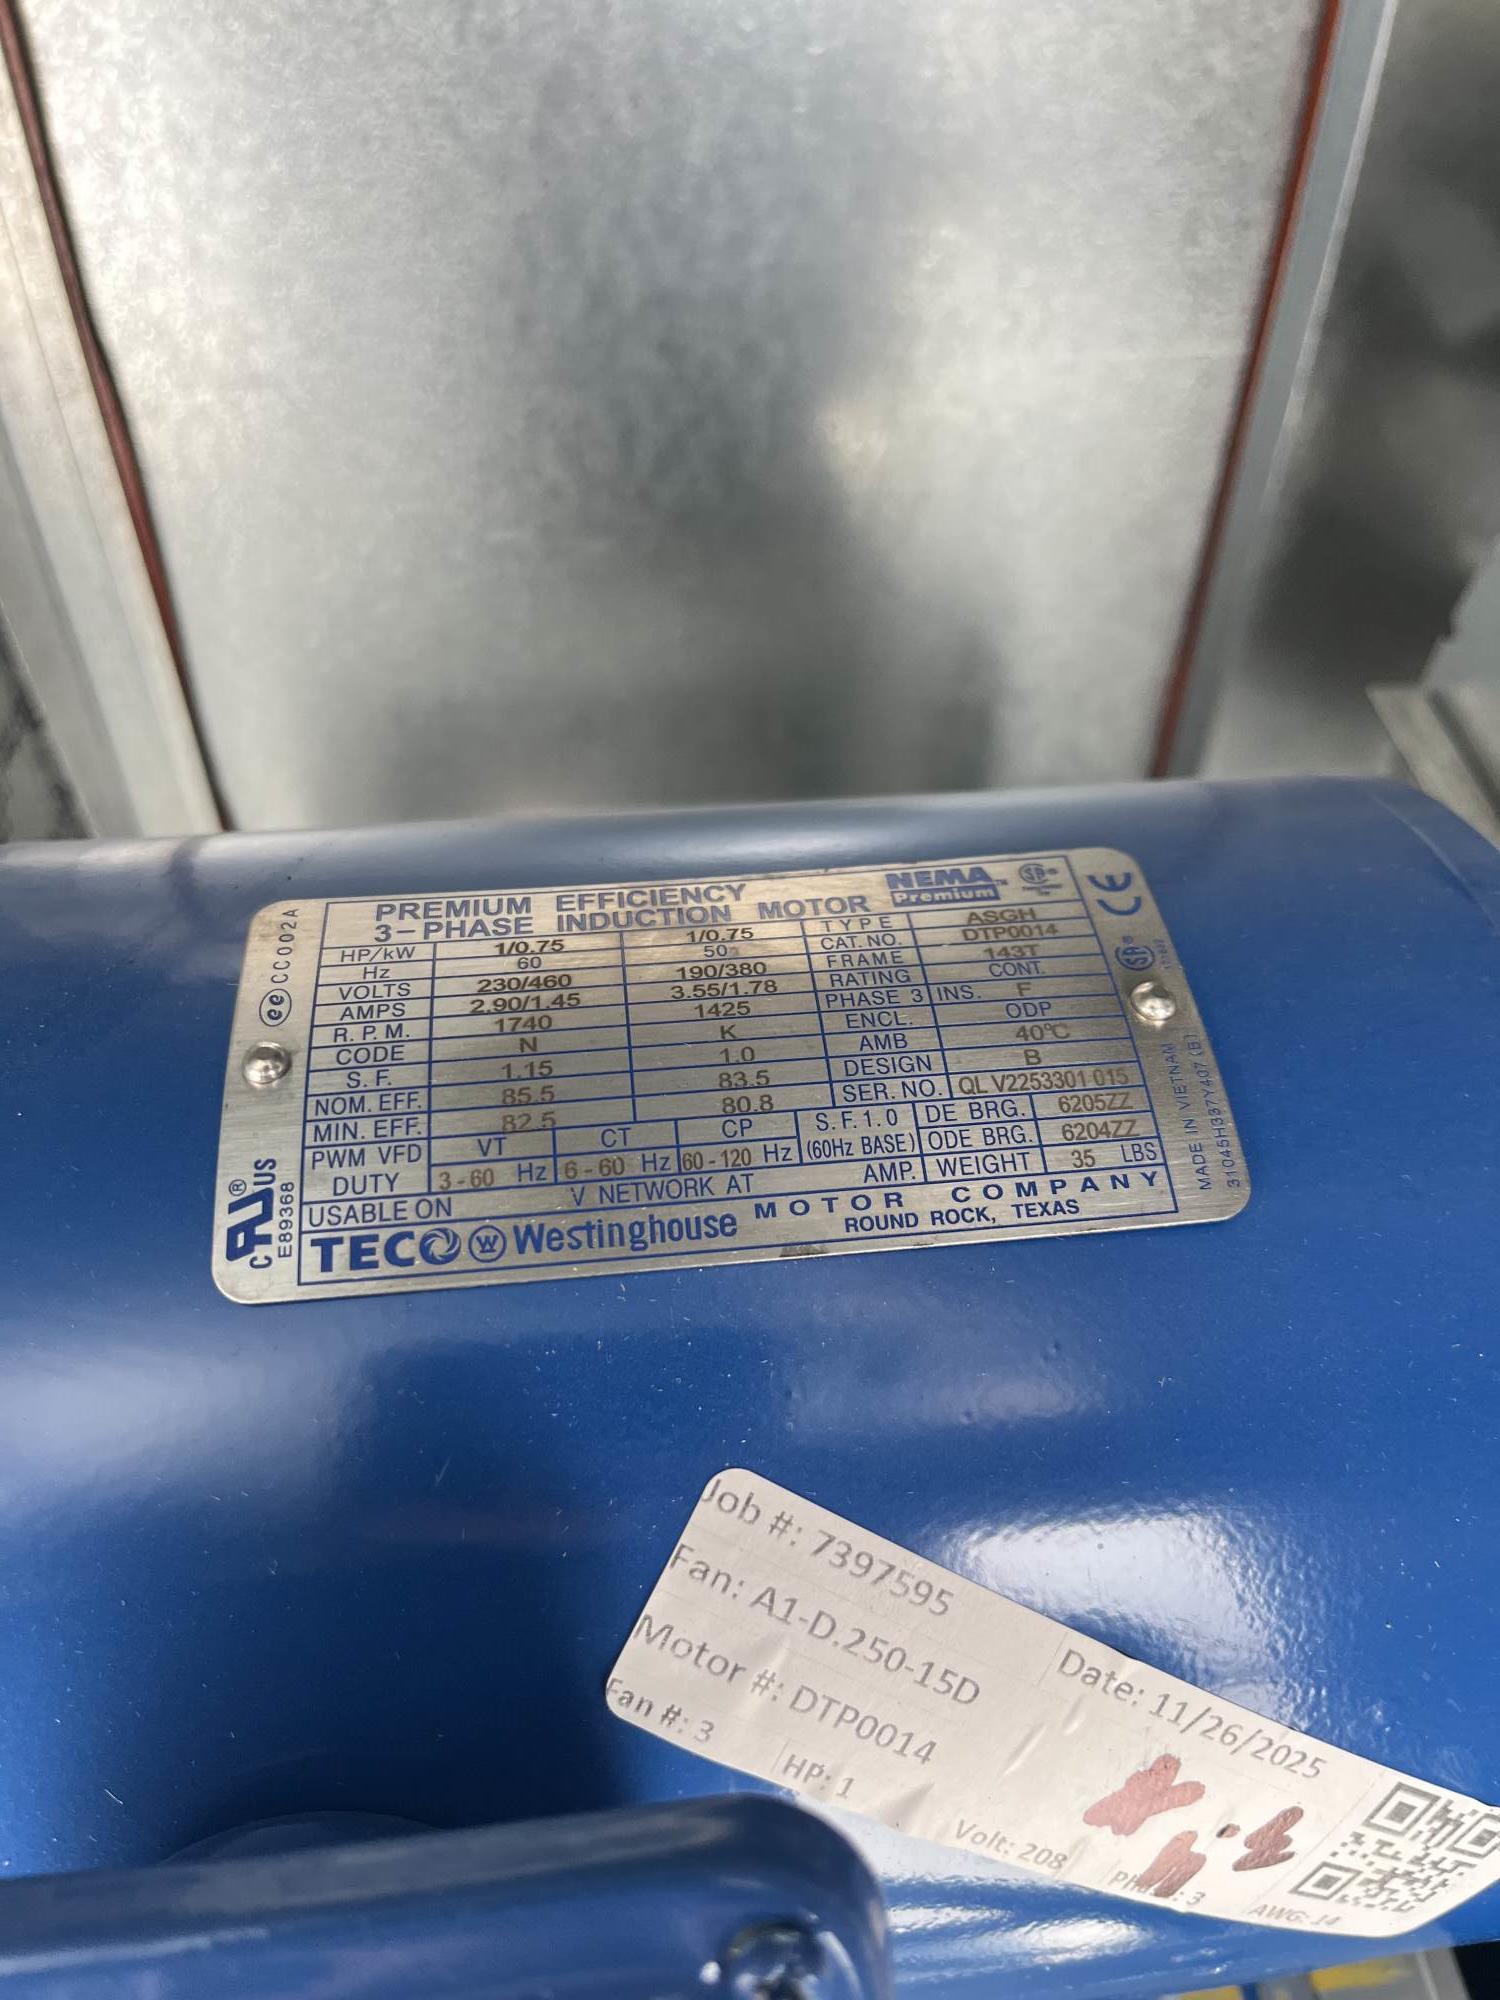 PREMIUM EFFICIENCY
3-PHASE INDUCTION MOTOR
NEMA
Premium
HP/kW 1/0.75 1/0.75 TYPE ASGH
Hz 60 50 CAT. NO. DTP0014
VOLTS 230/460 190/380 FRAME 143T
AMPS 2.90/1.45 3.55/1.78 RATING CONT.
R.P.M. 1740 1425 PHASE 3 INS. F
CODE N K ENCL. ODP
S.F. 1.15 1.0 AMB 40°C
NOM. EFF. 85.5 83.5 DESIGN B
MIN. EFF. 82.5 80.8 SER. NO. QL V2253301-015
PWM VFD VT CT CP S.F.1.0 DE BRG. 6205ZZ
DUTY 3-60 Hz 6-60 Hz 60-120 Hz (60Hz BASE) ODE BRG. 6204ZZ
USABLE ON V NETWORK AT AMP. WEIGHT 35 LBS
TECO Westinghouse MOTOR COMPANY
ROUND ROCK, TEXAS
ee CC002A
C US ®
E89368
CE
MADE IN VIETNAM
31045H337Y407 (B)
Job #: 7397595
Fan: A1-D.250-15D Date: 11/26/2025
Motor #: DTP0014
Fan #: 3 HP: 1 Volt: 208 Phase: 3 AWG: 14